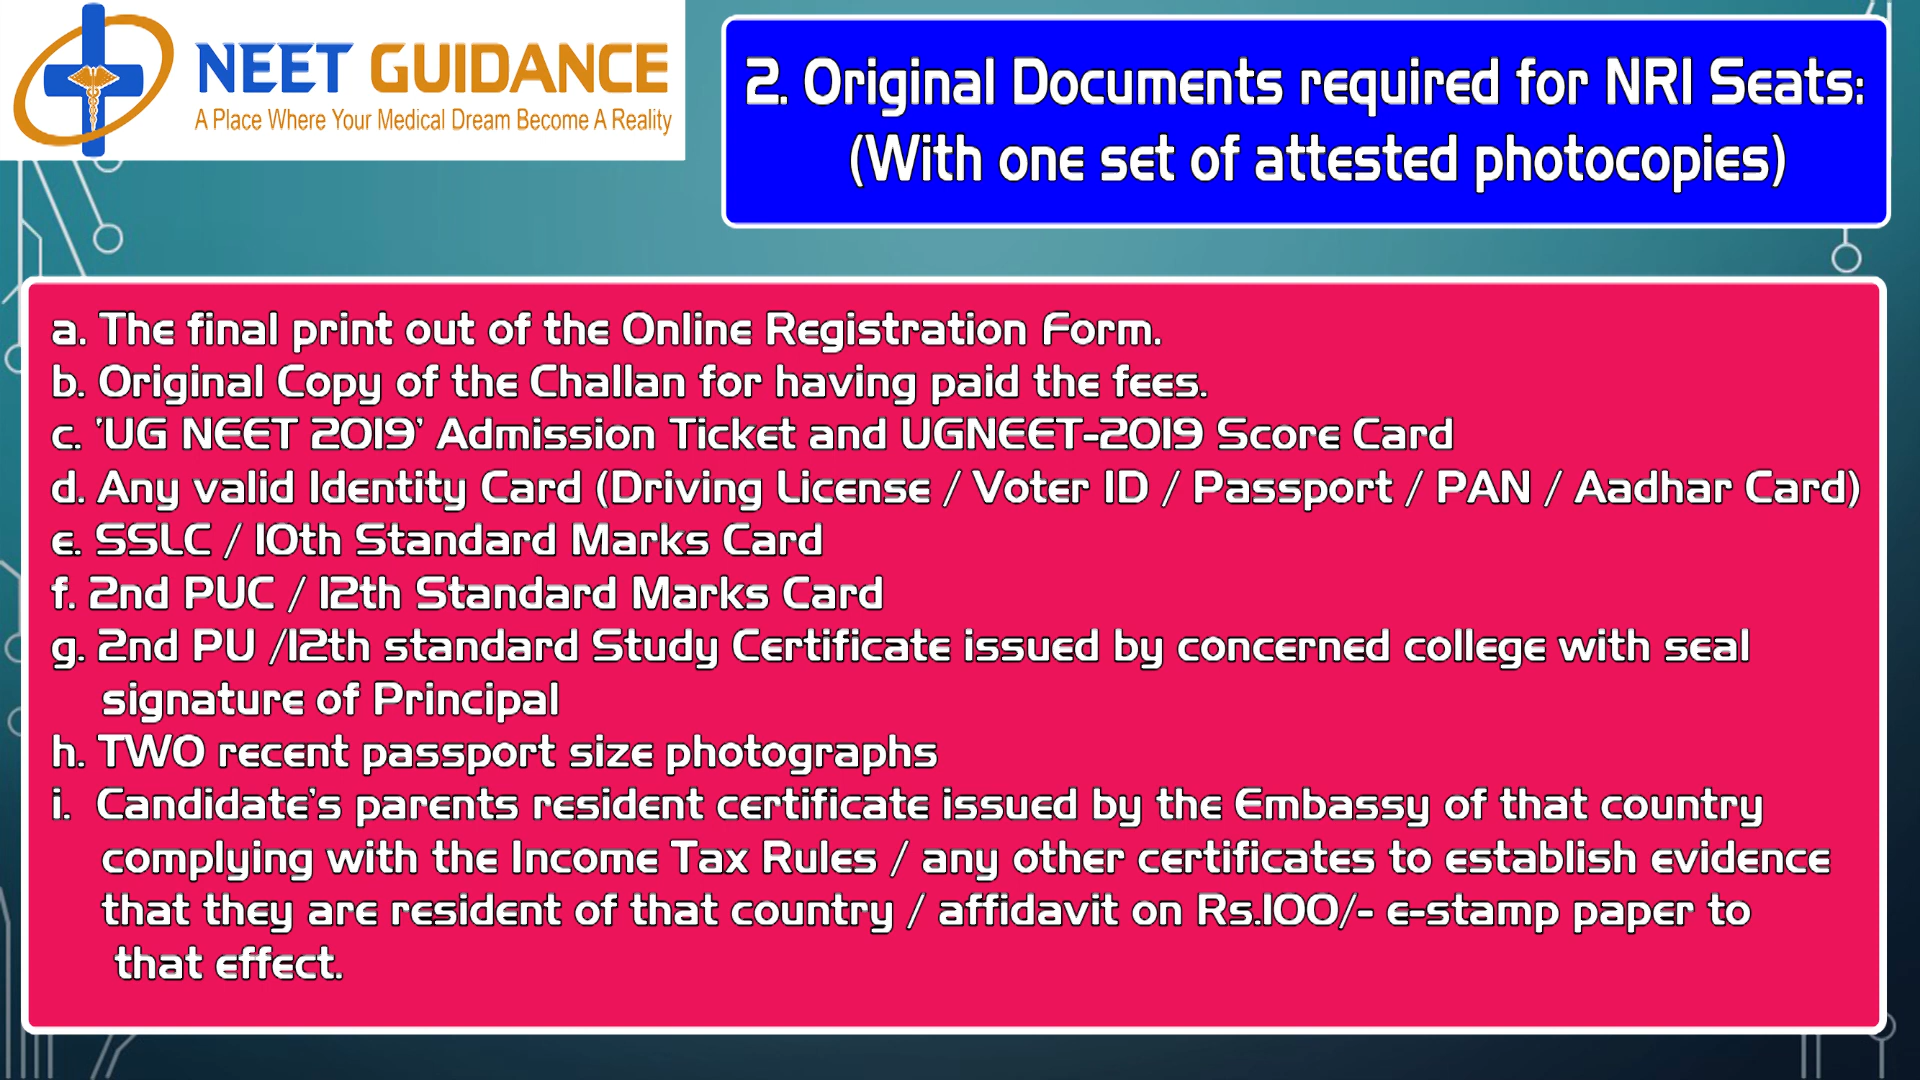 NEET GUIDANCE
A Place Where Your Medical Dream Become A Reality
2. Original Documents required for NRI Seats:
(With one set of attested photocopies)
a. The final print out of the Online Registration Form.
b. Original Copy of the Challan for having paid the fees.
c. 'UG NEET 2019' Admission Ticket and UGNEET-2019 Score Card
d. Any valid Identity Card (Driving License / Voter ID / Passport / PAN / Aadhar Card)
e. SSLC / 10th Standard Marks Card
f. 2nd PUC / 12th Standard Marks Card
g. 2nd PU /12th standard Study Certificate issued by concerned college with seal
signature of Principal
h. TWO recent passport size photographs
i. Candidate's parents resident certificate issued by the Embassy of that country
complying with the Income Tax Rules / any other certificates to establish evidence
that they are resident of that country / affidavit on Rs.100/- e-stamp paper to
that effect.